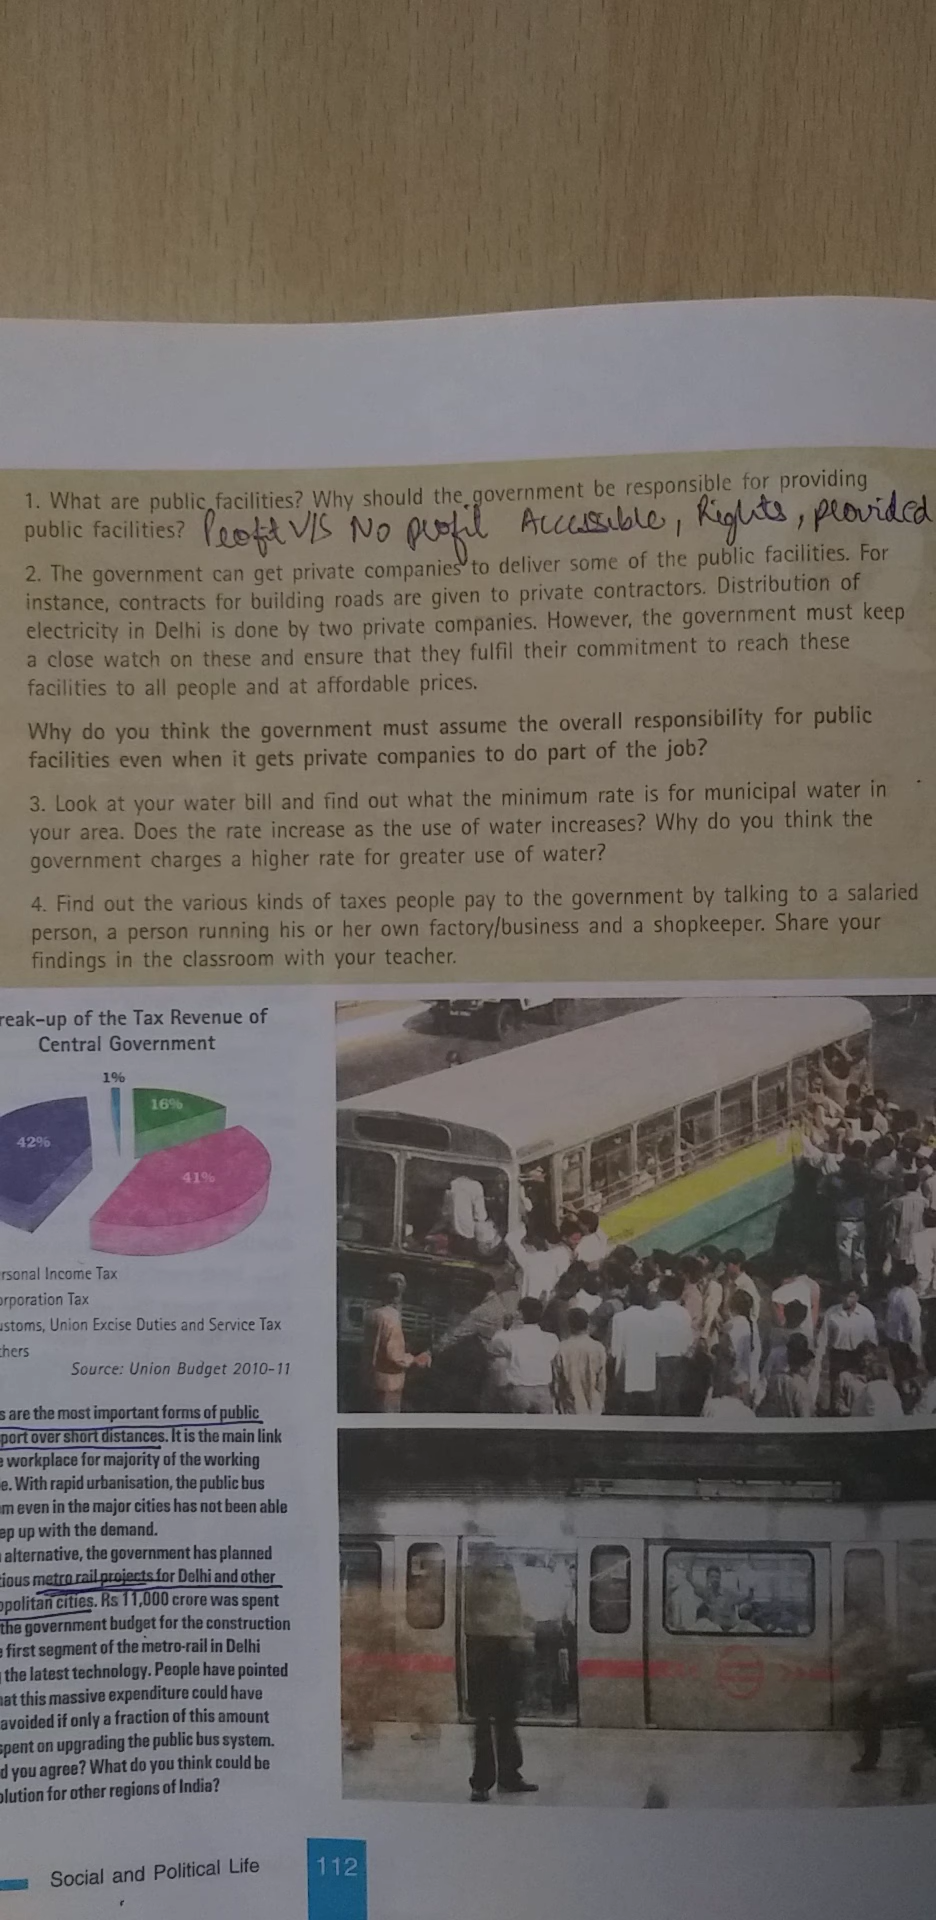 1. What are public facilities? Why should the government be responsible for providing
public facilities? Profit V/S No profit Accessible, Rights, provided
2. The government can get private companies to deliver some of the public facilities. For
instance, contracts for building roads are given to private contractors. Distribution of
electricity in Delhi is done by two private companies. However, the government must keep
a close watch on these and ensure that they fulfil their commitment to reach these
facilities to all people and at affordable prices.
Why do you think the government must assume the overall responsibility for public
facilities even when it gets private companies to do part of the job?
3. Look at your water bill and find out what the minimum rate is for municipal water in
your area. Does the rate increase as the use of water increases? Why do you think the
government charges a higher rate for greater use of water?
4. Find out the various kinds of taxes people pay to the government by talking to a salaried
person, a person running his or her own factory/business and a shopkeeper. Share your
findings in the classroom with your teacher.
reak-up of the Tax Revenue of
Central Government
1%
16%
42%
41%
rsonal Income Tax
orporation Tax
ustoms, Union Excise Duties and Service Tax
thers
Source: Union Budget 2010-11
s are the most important forms of public
port over short distances. It is the main link
e workplace for majority of the working
e. With rapid urbanisation, the public bus
m even in the major cities has not been able
ep up with the demand.
alternative, the government has planned
tious metro rail projects for Delhi and other
opolitan cities. Rs 11,000 crore was spent
the government budget for the construction
e first segment of the metro-rail in Delhi
the latest technology. People have pointed
hat this massive expenditure could have
avoided if only a fraction of this amount
spent on upgrading the public bus system.
d you agree? What do you think could be
olution for other regions of India?
Social and Political Life 112